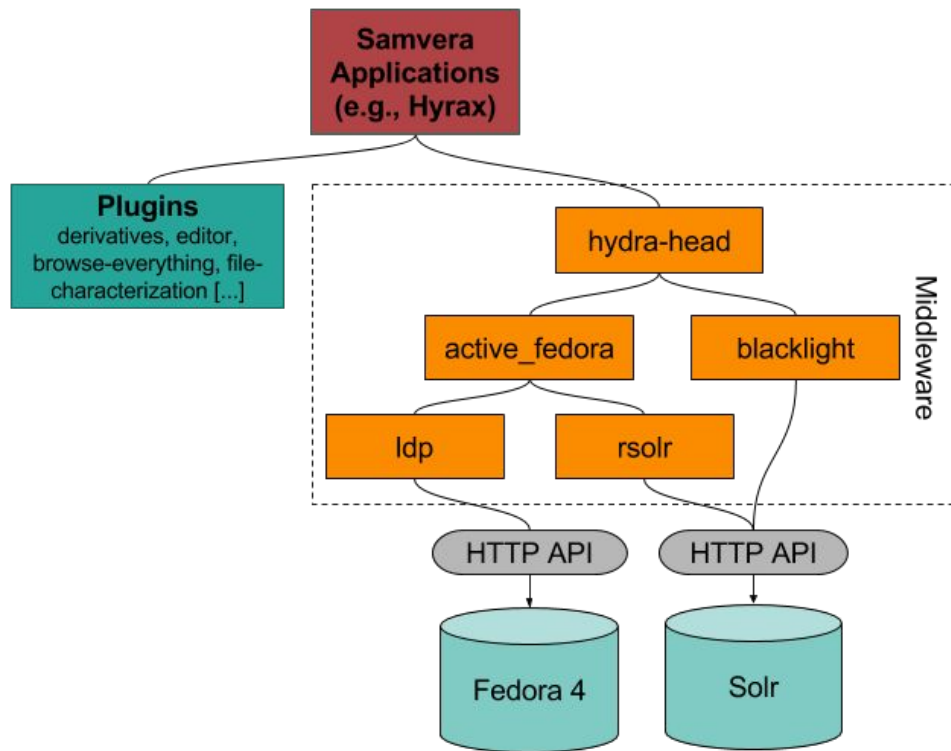 Samvera
Applications
(e.g., Hyrax)
Plugins
derivatives, editor,
browse-everything, file-
characterization [...]
hydra-head
Middleware
active_fedora
blacklight
ldp
rsolr
HTTP API
HTTP API
Fedora 4
Solr